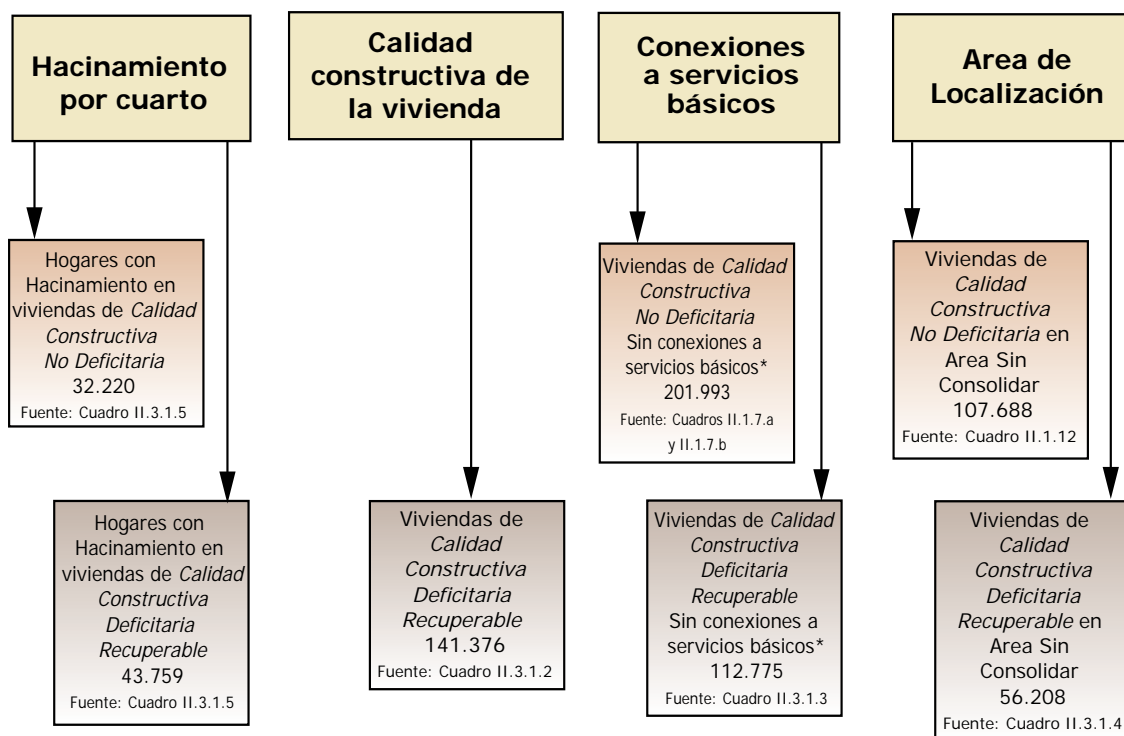 Hacinamiento
por cuarto
Calidad
constructiva de
la vivienda
Conexiones
a servicios
básicos
Area de
Localización
Hogares con
Hacinamiento en
viviendas de Calidad
Constructiva
No Deficitaria
32.220
Fuente: Cuadro II.3.1.5
Viviendas de Calidad
Constructiva
No Deficitaria
Sin conexiones a
servicios básicos*
201.993
Fuente: Cuadros II.1.7.a
y II.1.7.b
Viviendas de
Calidad
Constructiva
No Deficitaria en
Area Sin
Consolidar
107.688
Fuente: Cuadro II.1.12
Hogares con
Hacinamiento en
viviendas de Calidad
Constructiva
Deficitaria
Recuperable
43.759
Fuente: Cuadro II.3.1.5
Viviendas de
Calidad
Constructiva
Deficitaria
Recuperable
141.376
Fuente: Cuadro II.3.1.2
Viviendas de Calidad
Constructiva
Deficitaria
Recuperable
Sin conexiones a
servicios básicos*
112.775
Fuente: Cuadro II.3.1.3
Viviendas de
Calidad
Constructiva
Deficitaria
Recuperable en
Area Sin
Consolidar
56.208
Fuente: Cuadro II.3.1.4